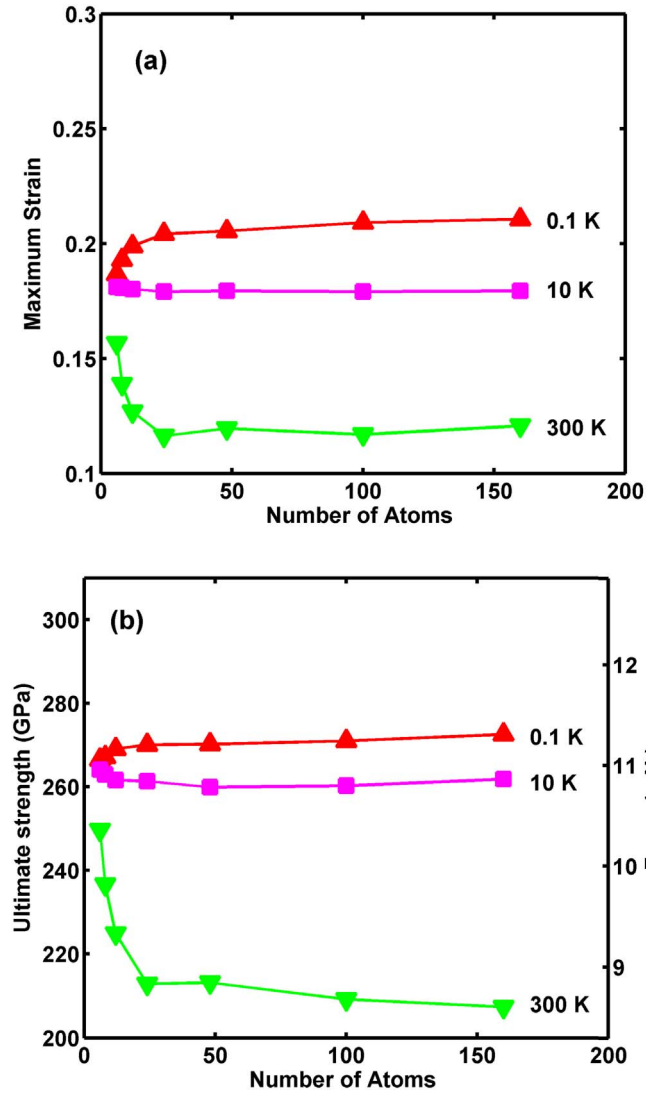 0.3
(a)
0.25
Maximum Strain
0.2
0.1 K
10 K
0.15
300 K
0.1
0 50 100 150 200
Number of Atoms
300
(b)
12
280
Ultimate strength (GPa)
0.1 K
260
11
10 K
240
10
220
9
300 K
200
0 50 100 150 200
Number of Atoms